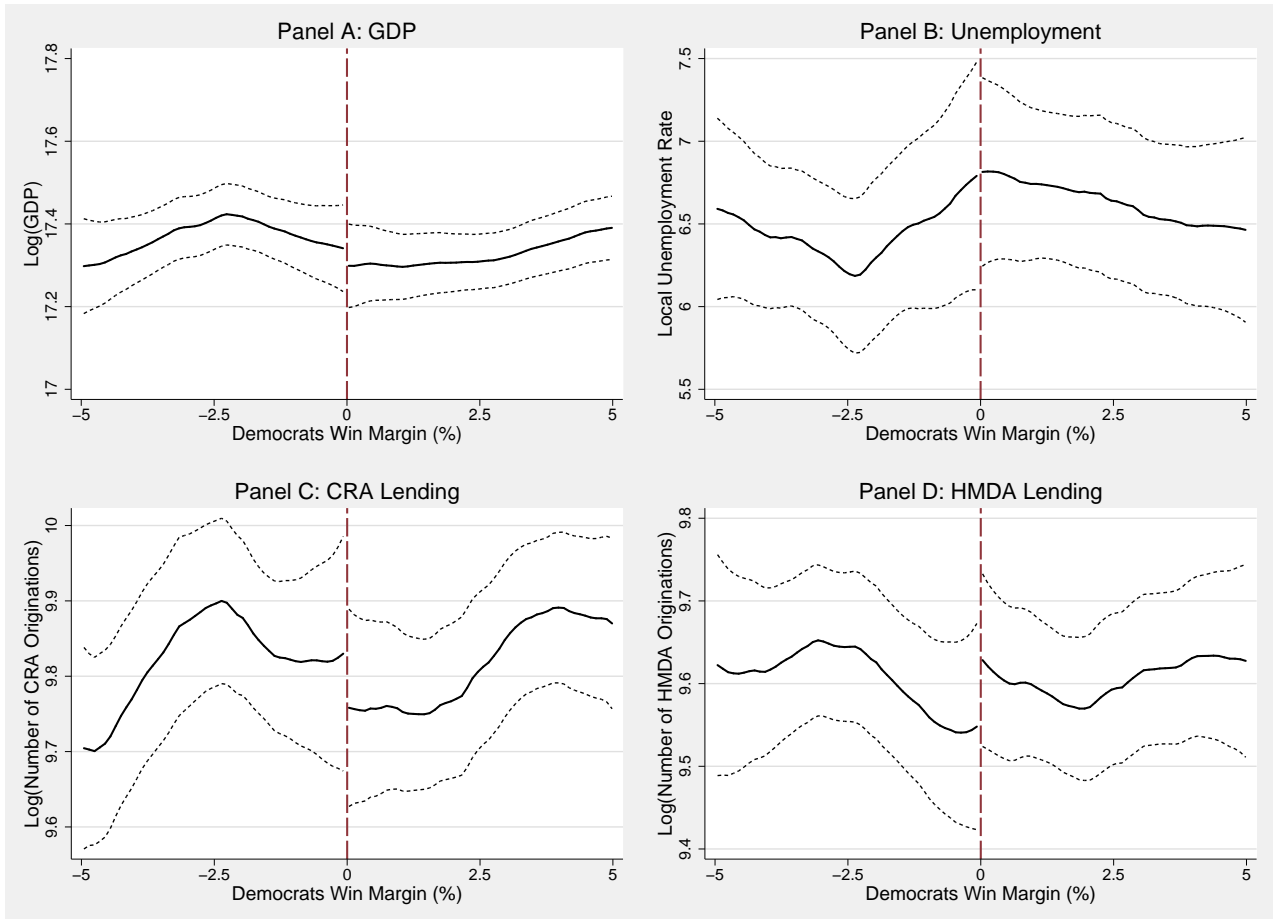 Panel A: GDP
Log(GDP)
17.8
17.6
17.4
17.2
17
−5 −2.5 0 2.5 5
Democrats Win Margin (%)
Panel B: Unemployment
Local Unemployment Rate
7.5
7
6.5
6
5.5
−5 −2.5 0 2.5 5
Democrats Win Margin (%)
Panel C: CRA Lending
Log(Number of CRA Originations)
10
9.9
9.8
9.7
9.6
−5 −2.5 0 2.5 5
Democrats Win Margin (%)
Panel D: HMDA Lending
Log(Number of HMDA Originations)
9.8
9.7
9.6
9.5
9.4
−5 −2.5 0 2.5 5
Democrats Win Margin (%)